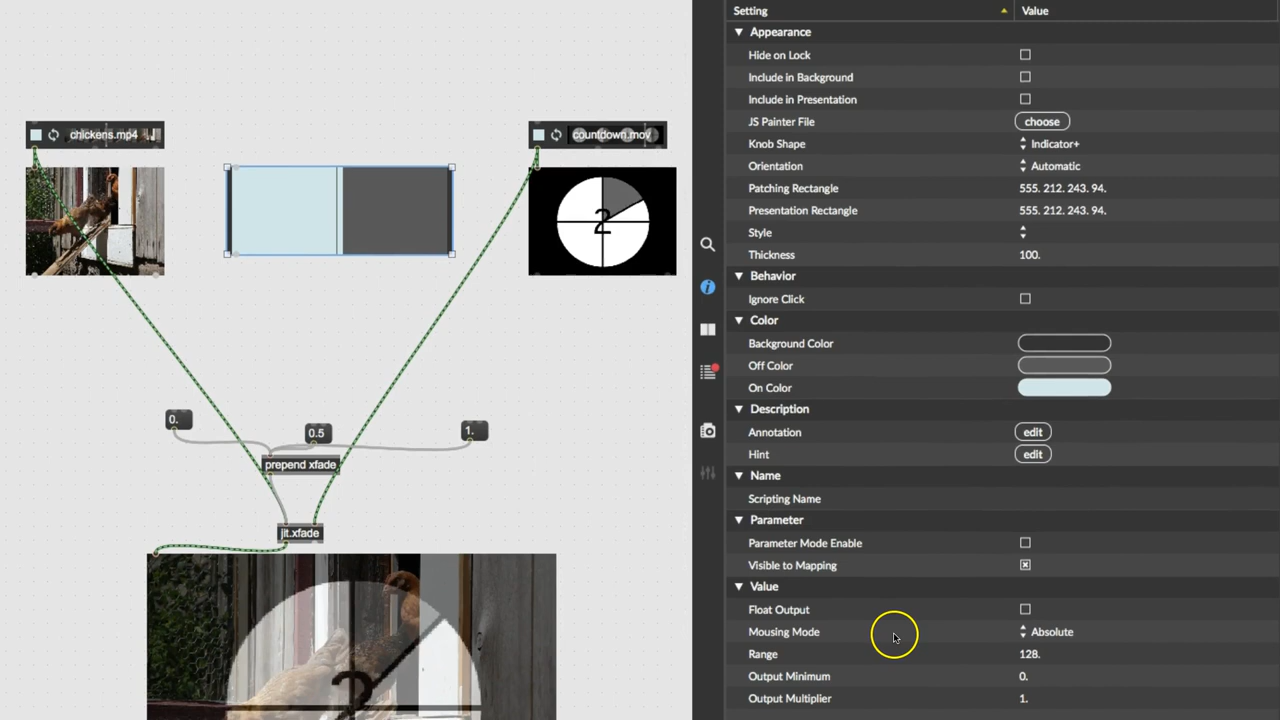 chickens.mp4
countdown.mov
2
0.
0.5
1.
prepend xfade
jit.xfade
2
Setting Value
Appearance
Hide on Lock
Include in Background
Include in Presentation
JS Painter File choose
Knob Shape Indicator+
Orientation Automatic
Patching Rectangle 555. 212. 243. 94.
Presentation Rectangle 555. 212. 243. 94.
Style
Thickness 100.
Behavior
Ignore Click
Color
Background Color
Off Color
On Color
Description
Annotation edit
Hint edit
Name
Scripting Name
Parameter
Parameter Mode Enable
Visible to Mapping
Value
Float Output
Mousing Mode Absolute
Range 128.
Output Minimum 0.
Output Multiplier 1.